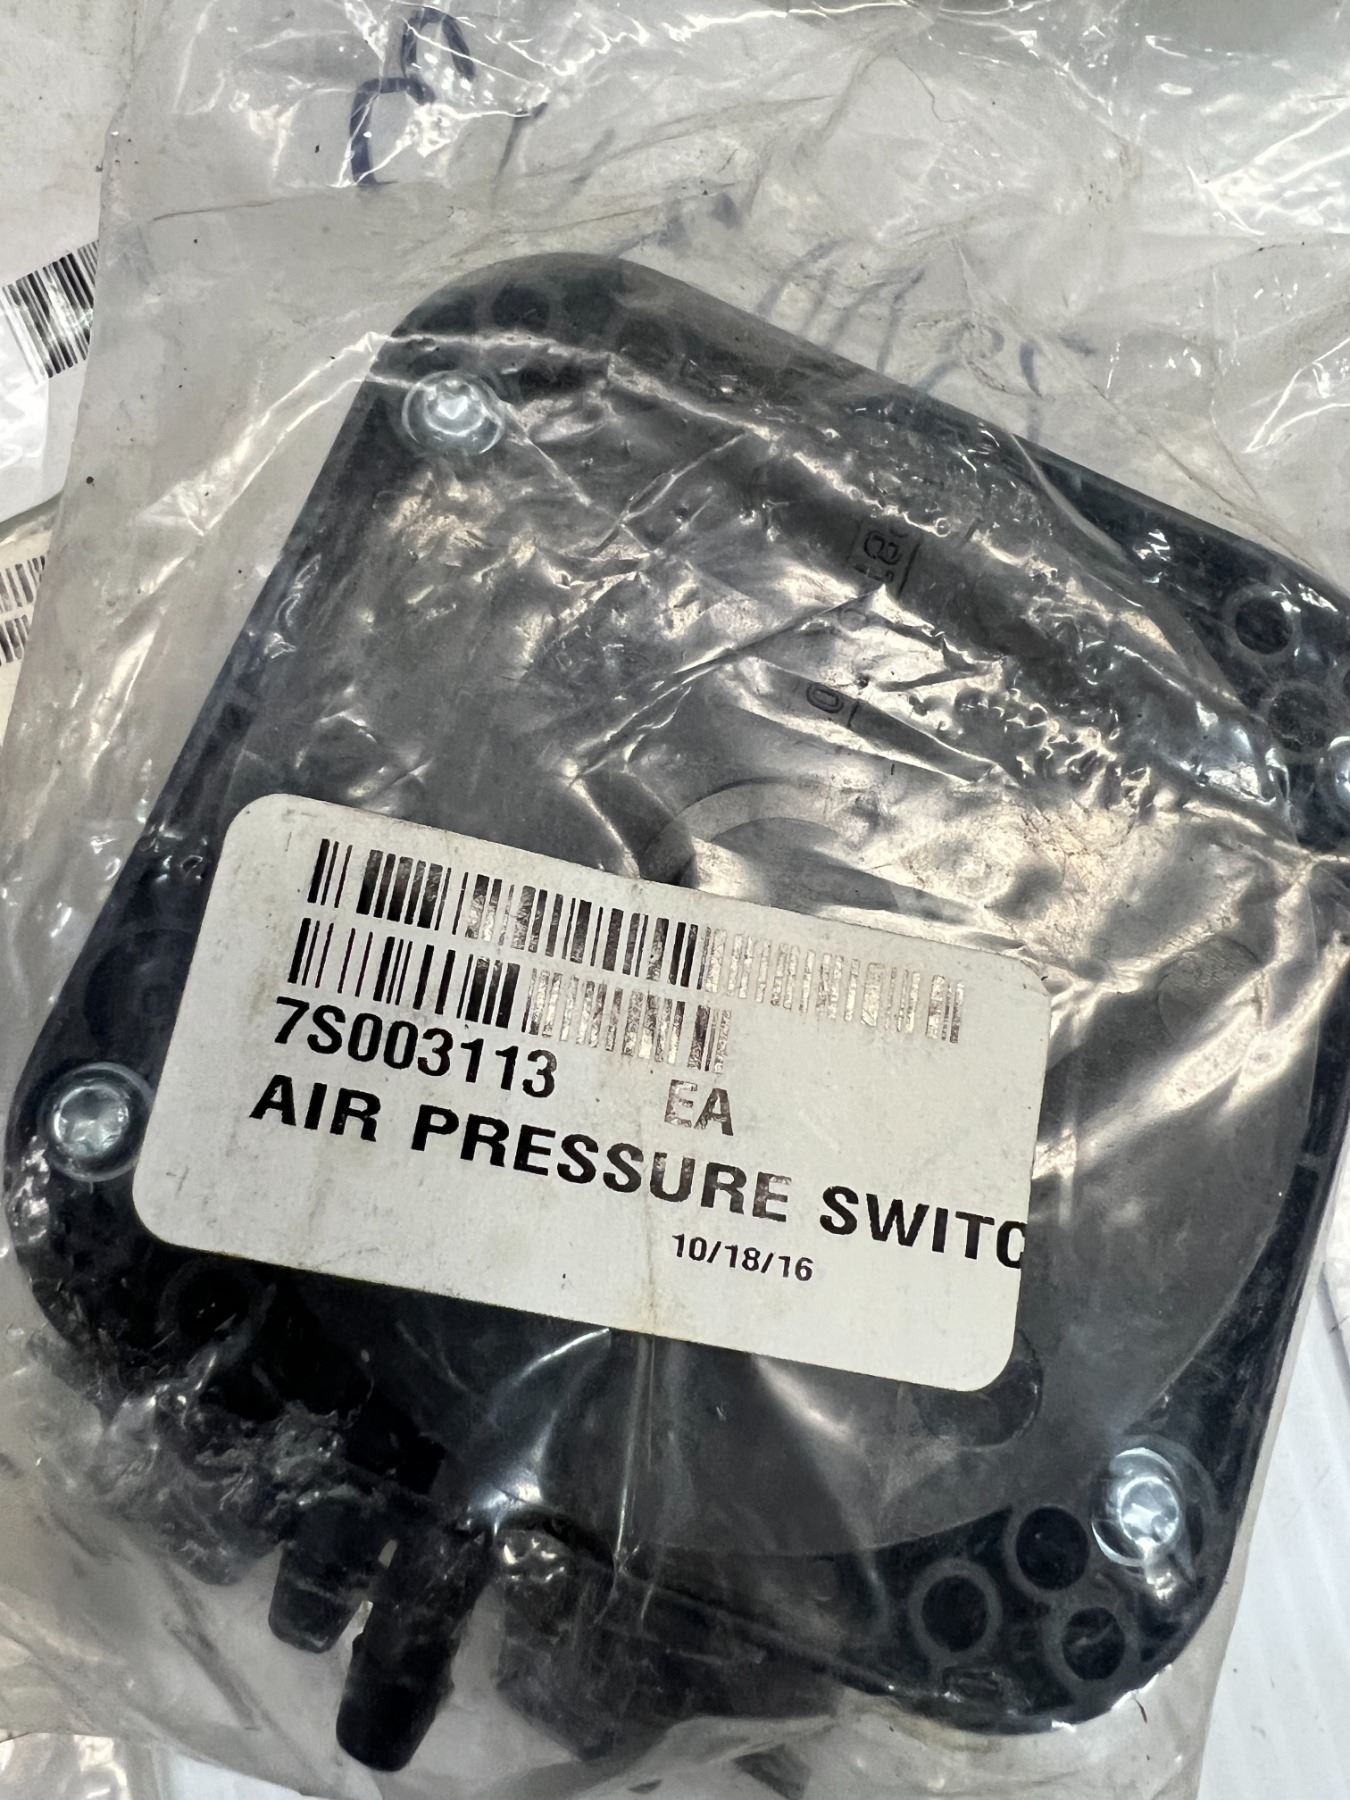 7S003113 EA
AIR PRESSURE SWITC
10/18/16